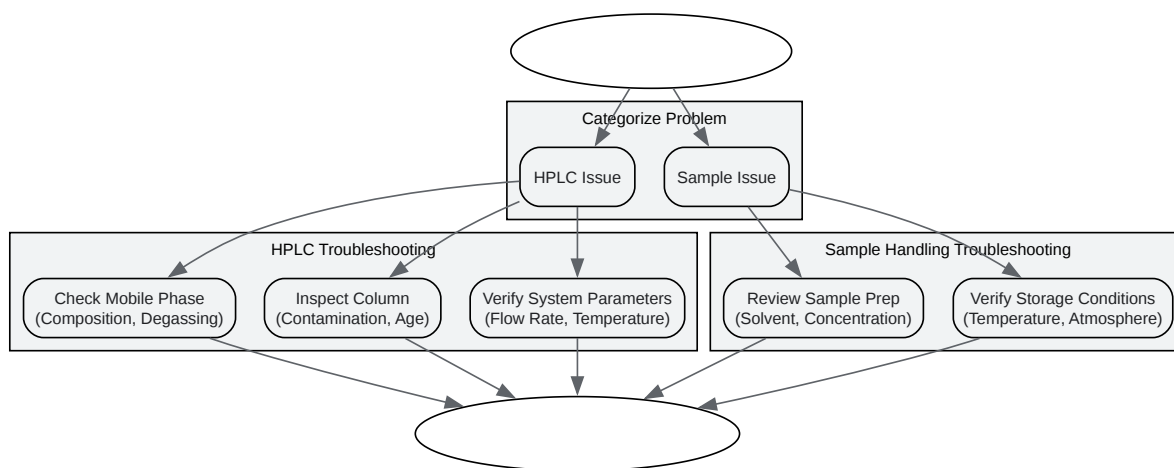 Categorize Problem
HPLC Issue
Sample Issue
HPLC Troubleshooting
Sample Handling Troubleshooting
Check Mobile Phase
(Composition, Degassing)
Inspect Column
(Contamination, Age)
Verify System Parameters
(Flow Rate, Temperature)
Review Sample Prep
(Solvent, Concentration)
Verify Storage Conditions
(Temperature, Atmosphere)